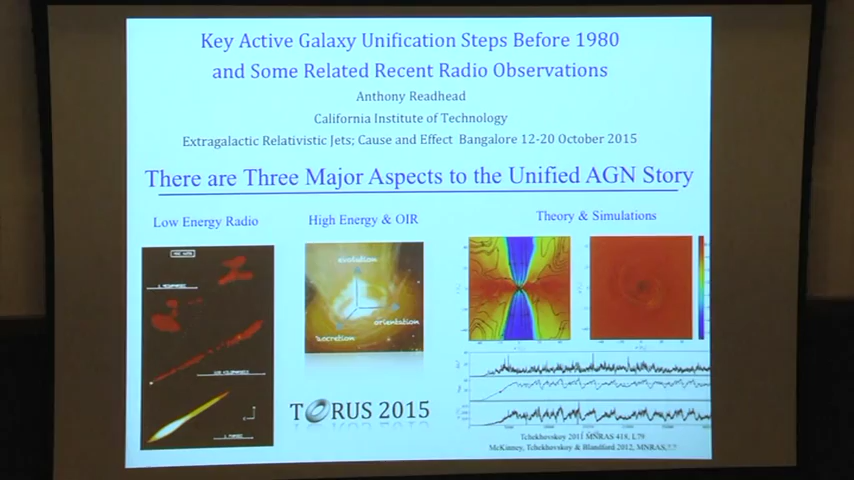 Key Active Galaxy Unification Steps Before 1980
and Some Related Recent Radio Observations
Anthony Readhead
California Institute of Technology
Extragalactic Relativistic Jets; Cause and Effect Bangalore 12-20 October 2015
There are Three Major Aspects to the Unified AGN Story
Low Energy Radio
High Energy & OIR
Theory & Simulations
evolution
orientation
accretion
TORUS 2015
Tchekhovskoy 2011 MNRAS 418, L79
McKinney, Tchekhovskoy & Blandford 2012, MNRAS,?,?